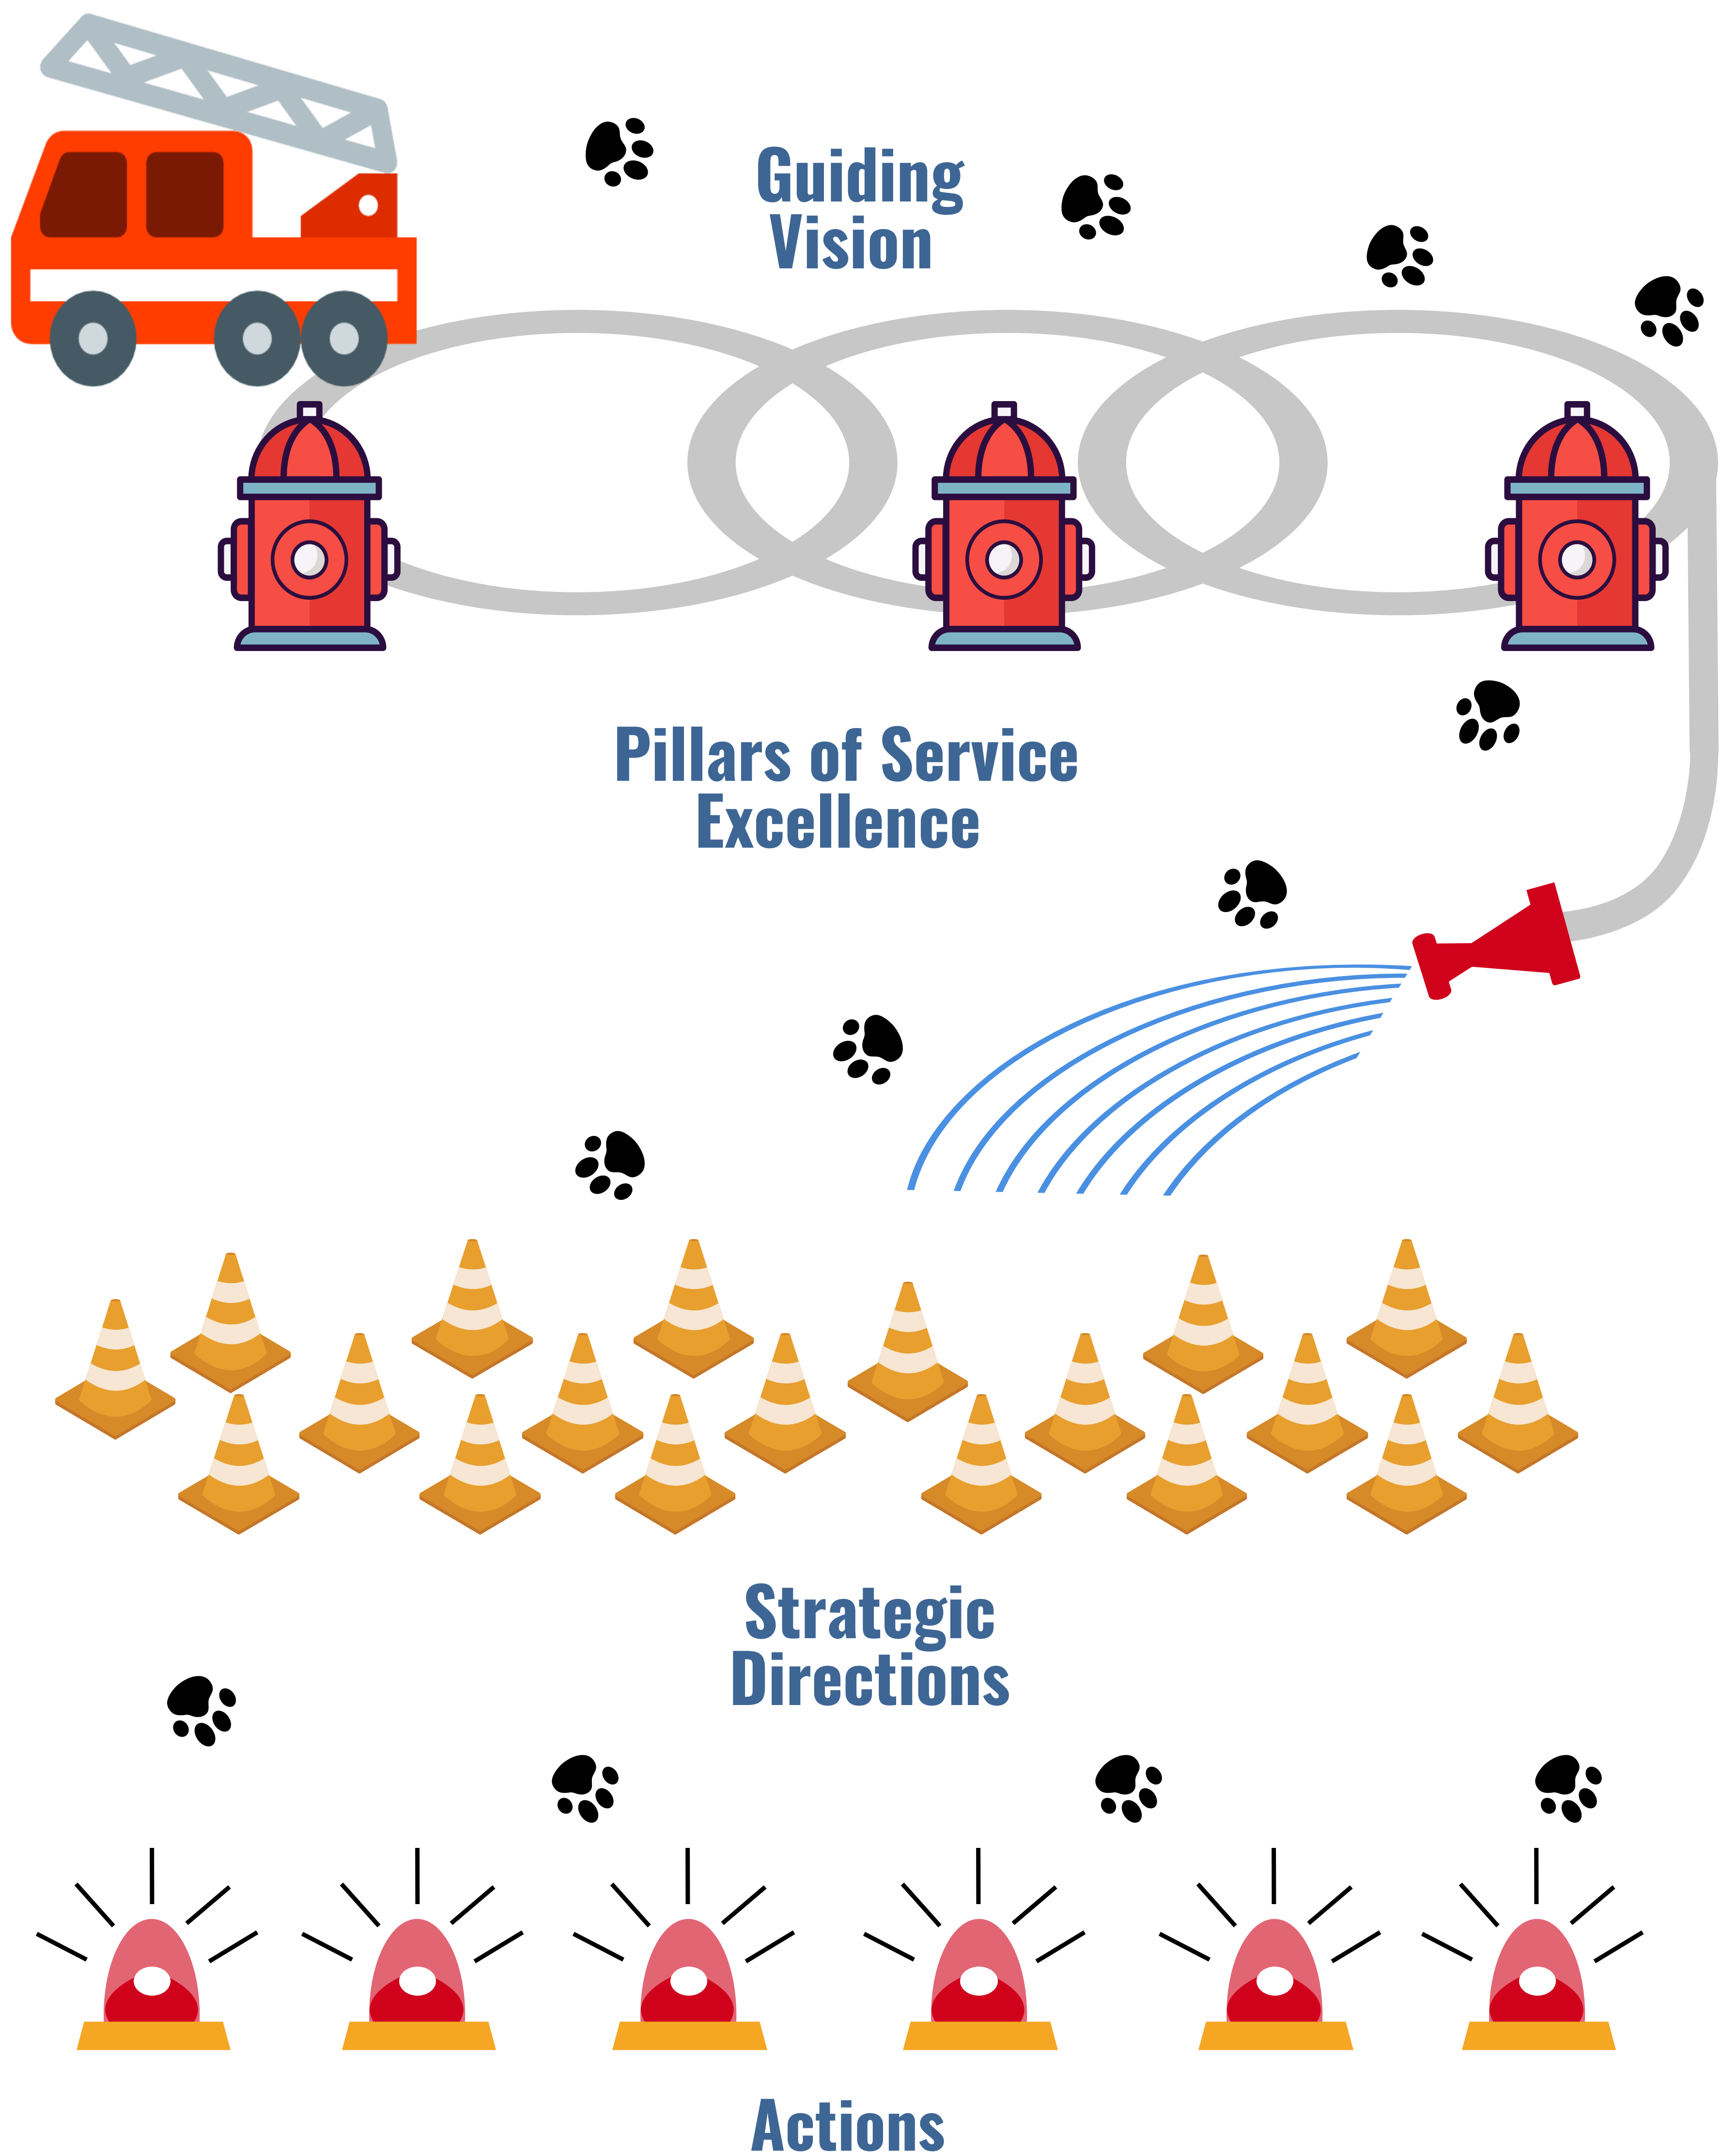 Guiding
Vision
Pillars of Service
Excellence
Strategic
Directions
Actions